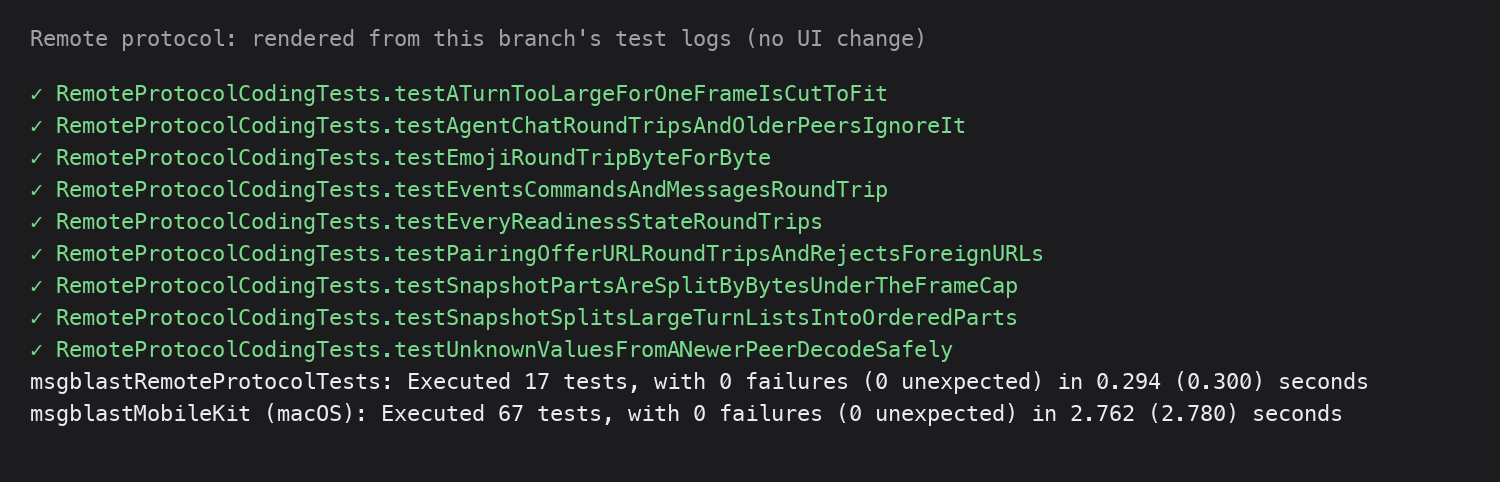 Remote protocol: rendered from this branch's test logs (no UI change)
✓ RemoteProtocolCodingTests.testATurnTooLargeForOneFrameIsCutToFit
✓ RemoteProtocolCodingTests.testAgentChatRoundTripsAndOlderPeersIgnoreIt
✓ RemoteProtocolCodingTests.testEmojiRoundTripByteForByte
✓ RemoteProtocolCodingTests.testEventsCommandsAndMessagesRoundTrip
✓ RemoteProtocolCodingTests.testEveryReadinessStateRoundTrips
✓ RemoteProtocolCodingTests.testPairingOfferURLRoundTripsAndRejectsForeignURLs
✓ RemoteProtocolCodingTests.testSnapshotPartsAreSplitByBytesUnderTheFrameCap
✓ RemoteProtocolCodingTests.testSnapshotSplitsLargeTurnListsIntoOrderedParts
✓ RemoteProtocolCodingTests.testUnknownValuesFromANewerPeerDecodeSafely
msgblastRemoteProtocolTests: Executed 17 tests, with 0 failures (0 unexpected) in 0.294 (0.300) seconds
msgblastMobileKit (macOS): Executed 67 tests, with 0 failures (0 unexpected) in 2.762 (2.780) seconds